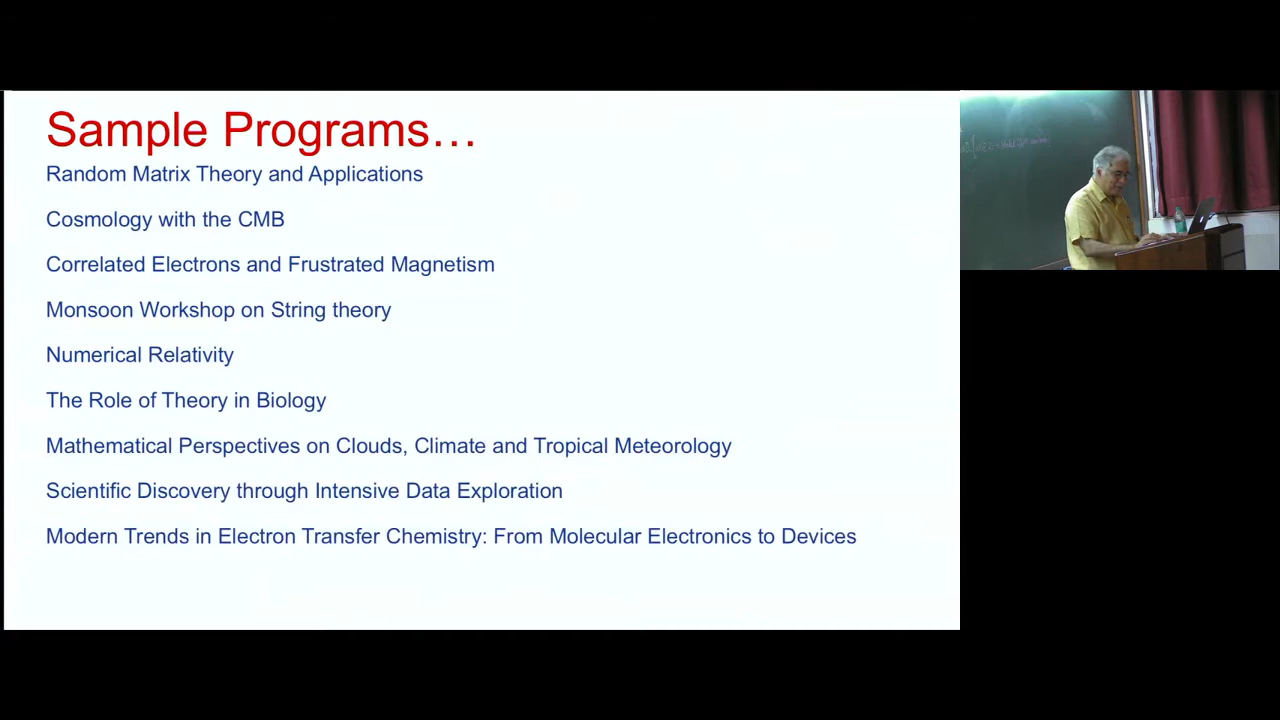 Sample Programs…
Random Matrix Theory and Applications
Cosmology with the CMB
Correlated Electrons and Frustrated Magnetism
Monsoon Workshop on String theory
Numerical Relativity
The Role of Theory in Biology
Mathematical Perspectives on Clouds, Climate and Tropical Meteorology
Scientific Discovery through Intensive Data Exploration
Modern Trends in Electron Transfer Chemistry: From Molecular Electronics to Devices